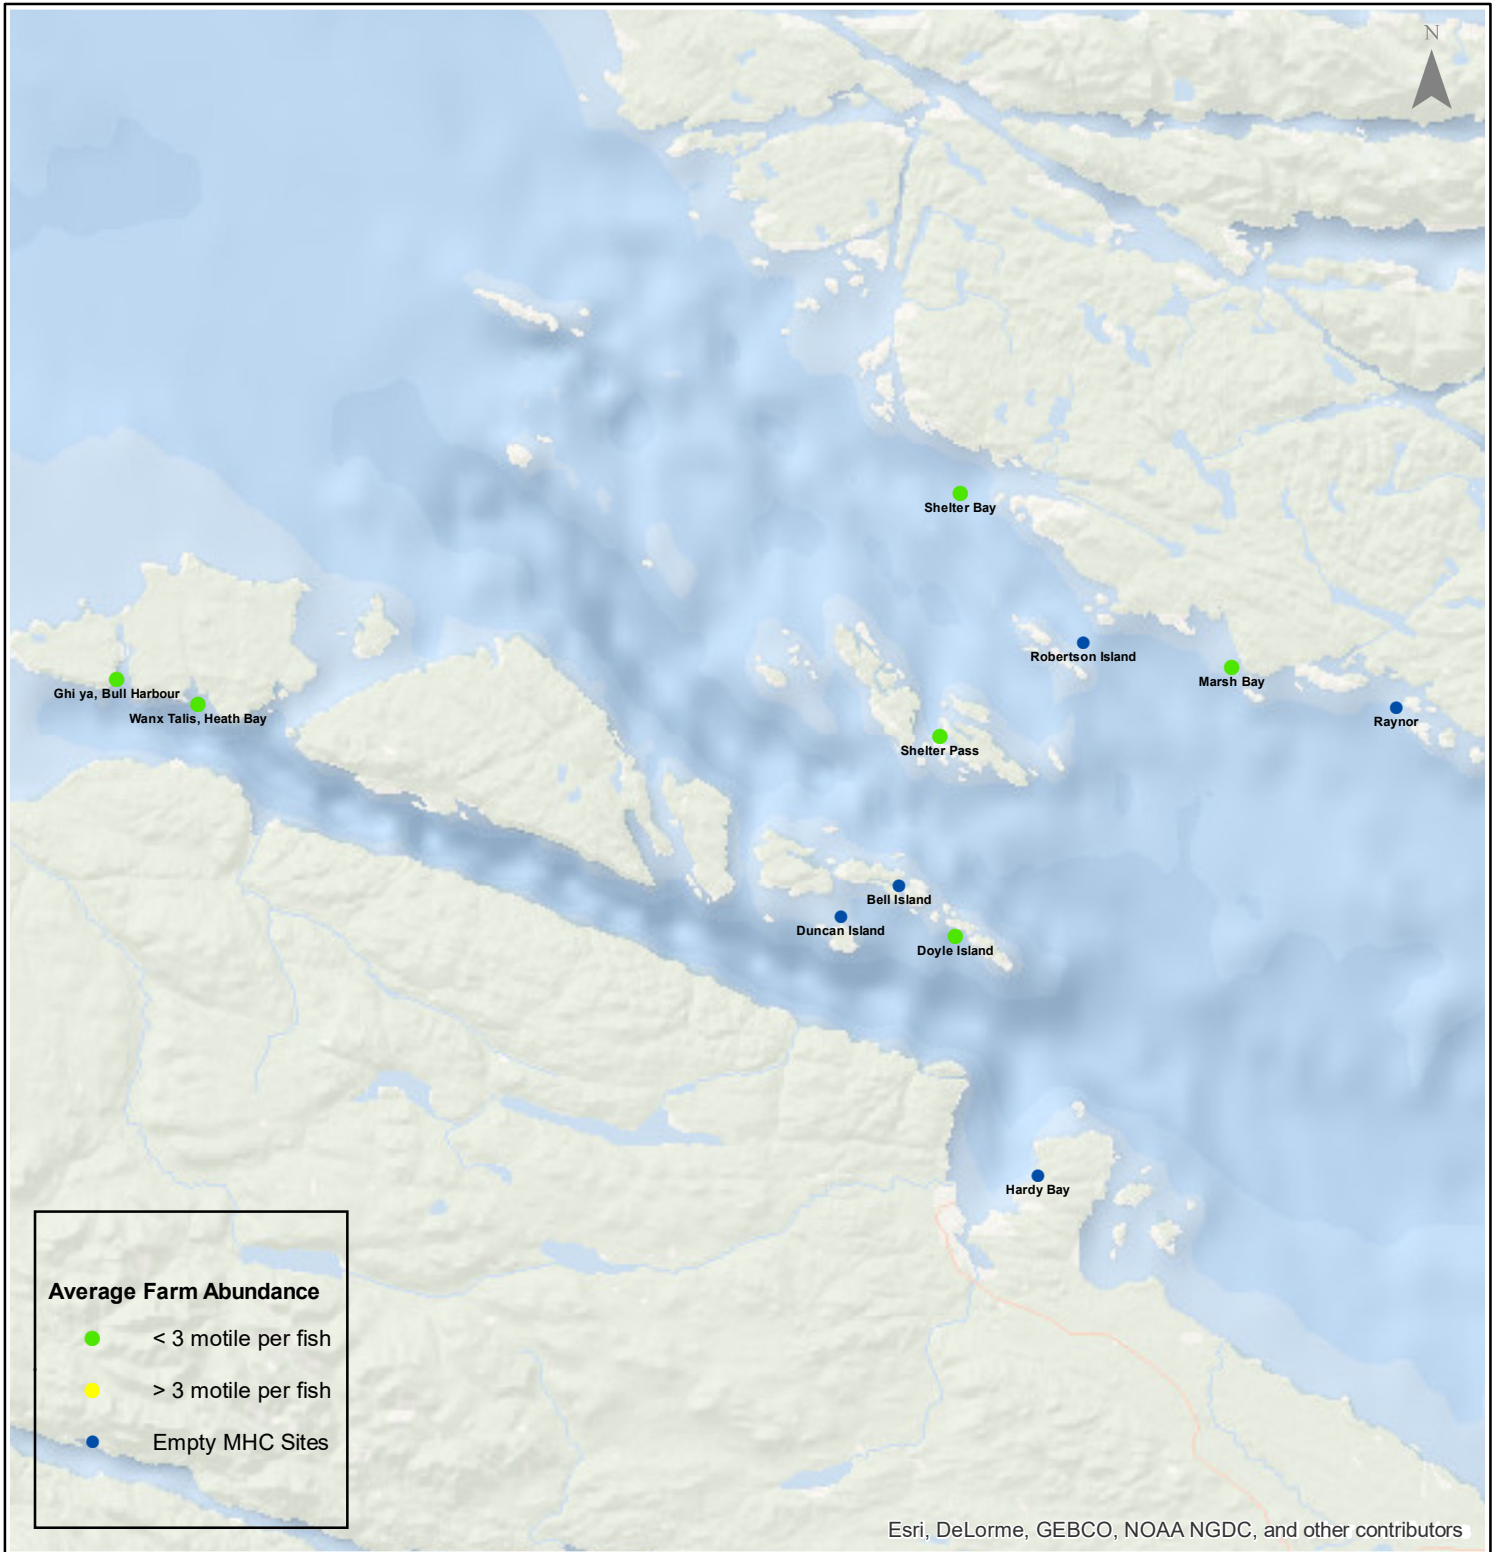 N
Shelter Bay
Robertson Island
Marsh Bay
Ghi ya, Bull Harbour
Wanx Talis, Heath Bay
Raynor
Shelter Pass
Bell Island
Duncan Island
Doyle Island
Hardy Bay
Average Farm Abundance
< 3 motile per fish
> 3 motile per fish
Empty MHC Sites
Esri, DeLorme, GEBCO, NOAA NGDC, and other contributors